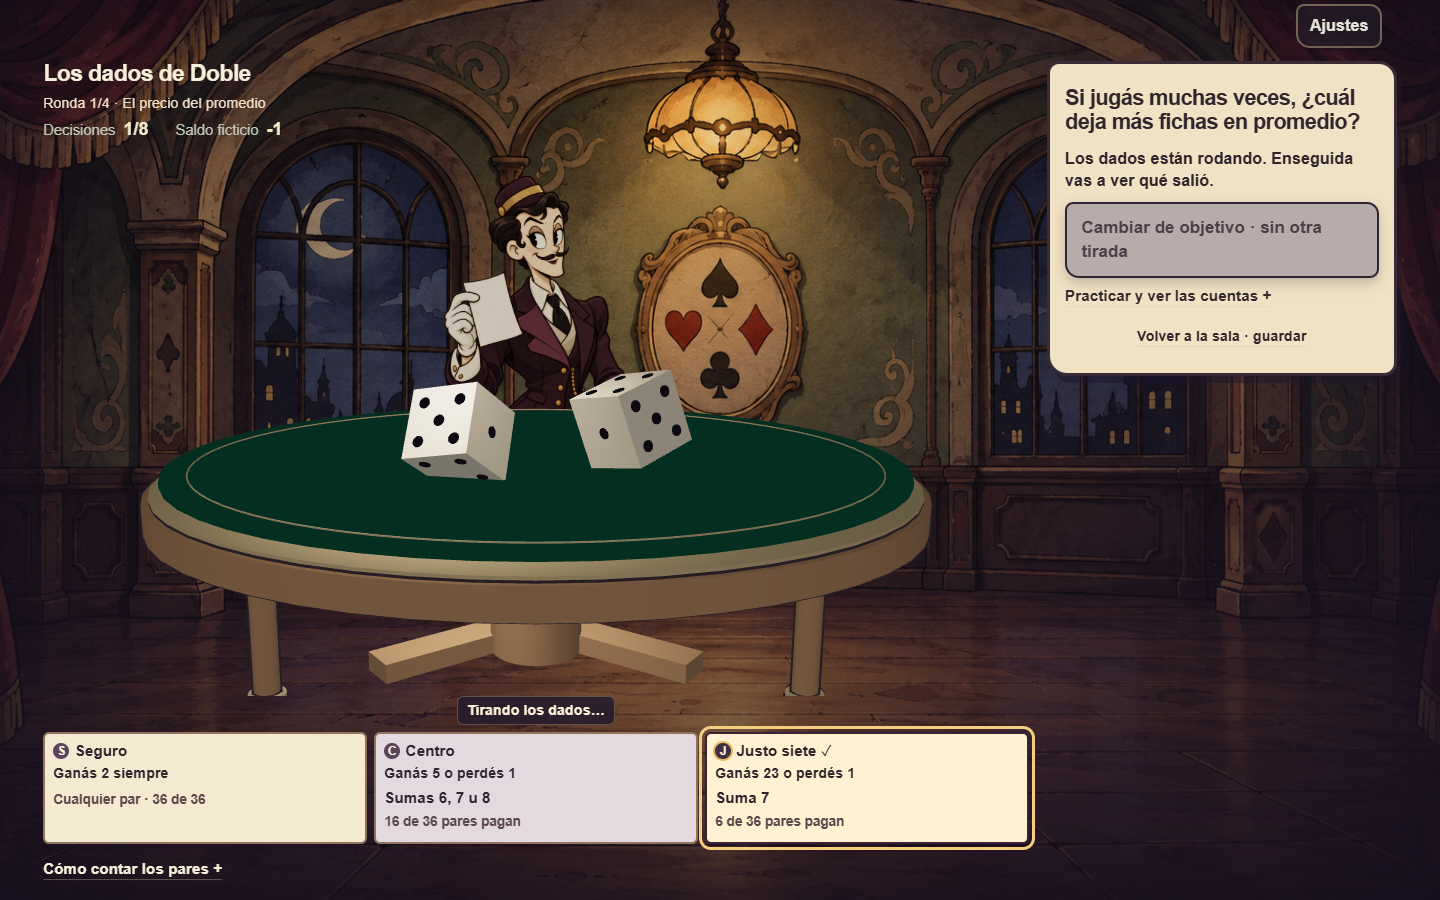 Ajustes
Los dados de Doble
Ronda 1/4 · El precio del promedio
Decisiones 1/8 Saldo ficticio -1
Si jugás muchas veces, ¿cuál
deja más fichas en promedio?
Los dados están rodando. Enseguida
vas a ver qué salió.
Cambiar de objetivo · sin otra
tirada
Practicar y ver las cuentas +
Volver a la sala · guardar
Tirando los dados...
S Seguro
Ganás 2 siempre
Cualquier par · 36 de 36
C Centro
Ganás 5 o perdés 1
Sumas 6, 7 u 8
16 de 36 pares pagan
J Justo siete ✓
Ganás 23 o perdés 1
Suma 7
6 de 36 pares pagan
Cómo contar los pares +